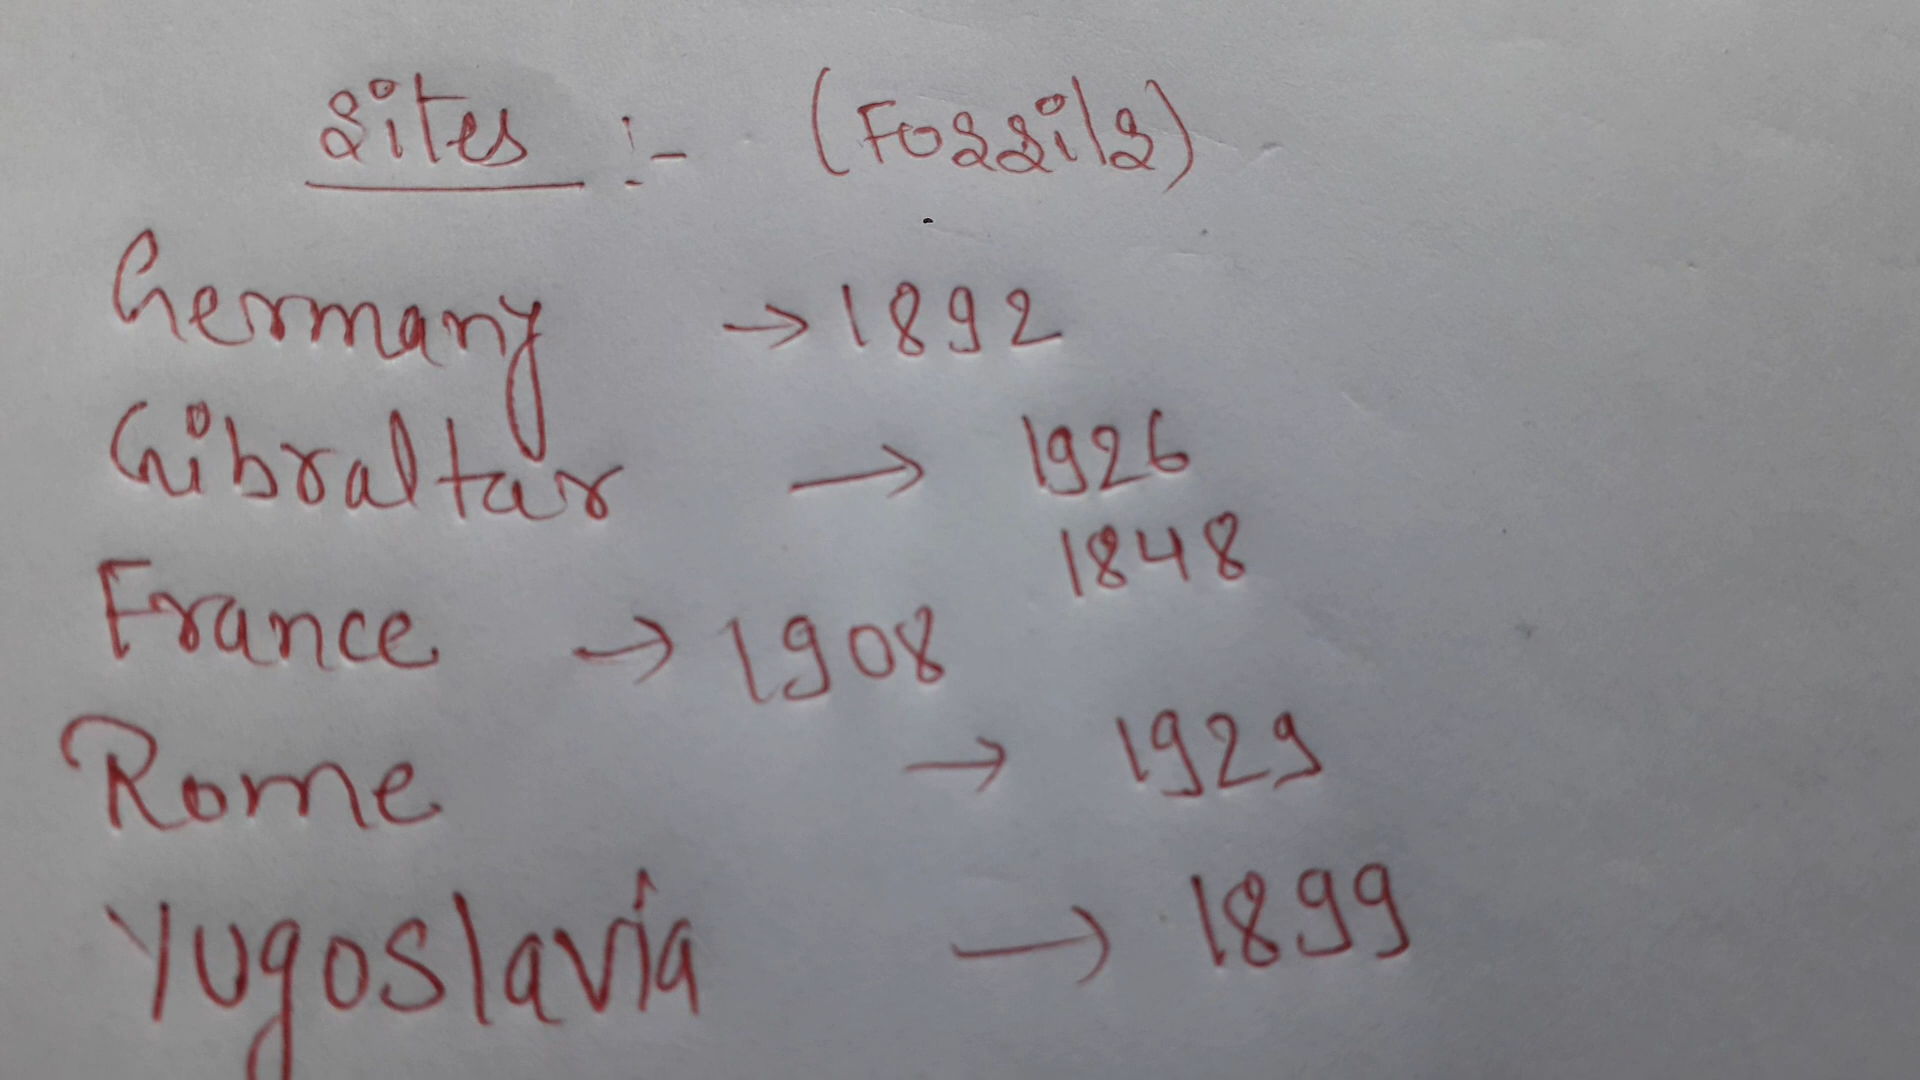 Sites :- (Fossils)
Germany → 1892
Gibraltar → 1926
1848
France → 1908
Rome → 1929
Yugoslavia → 1899